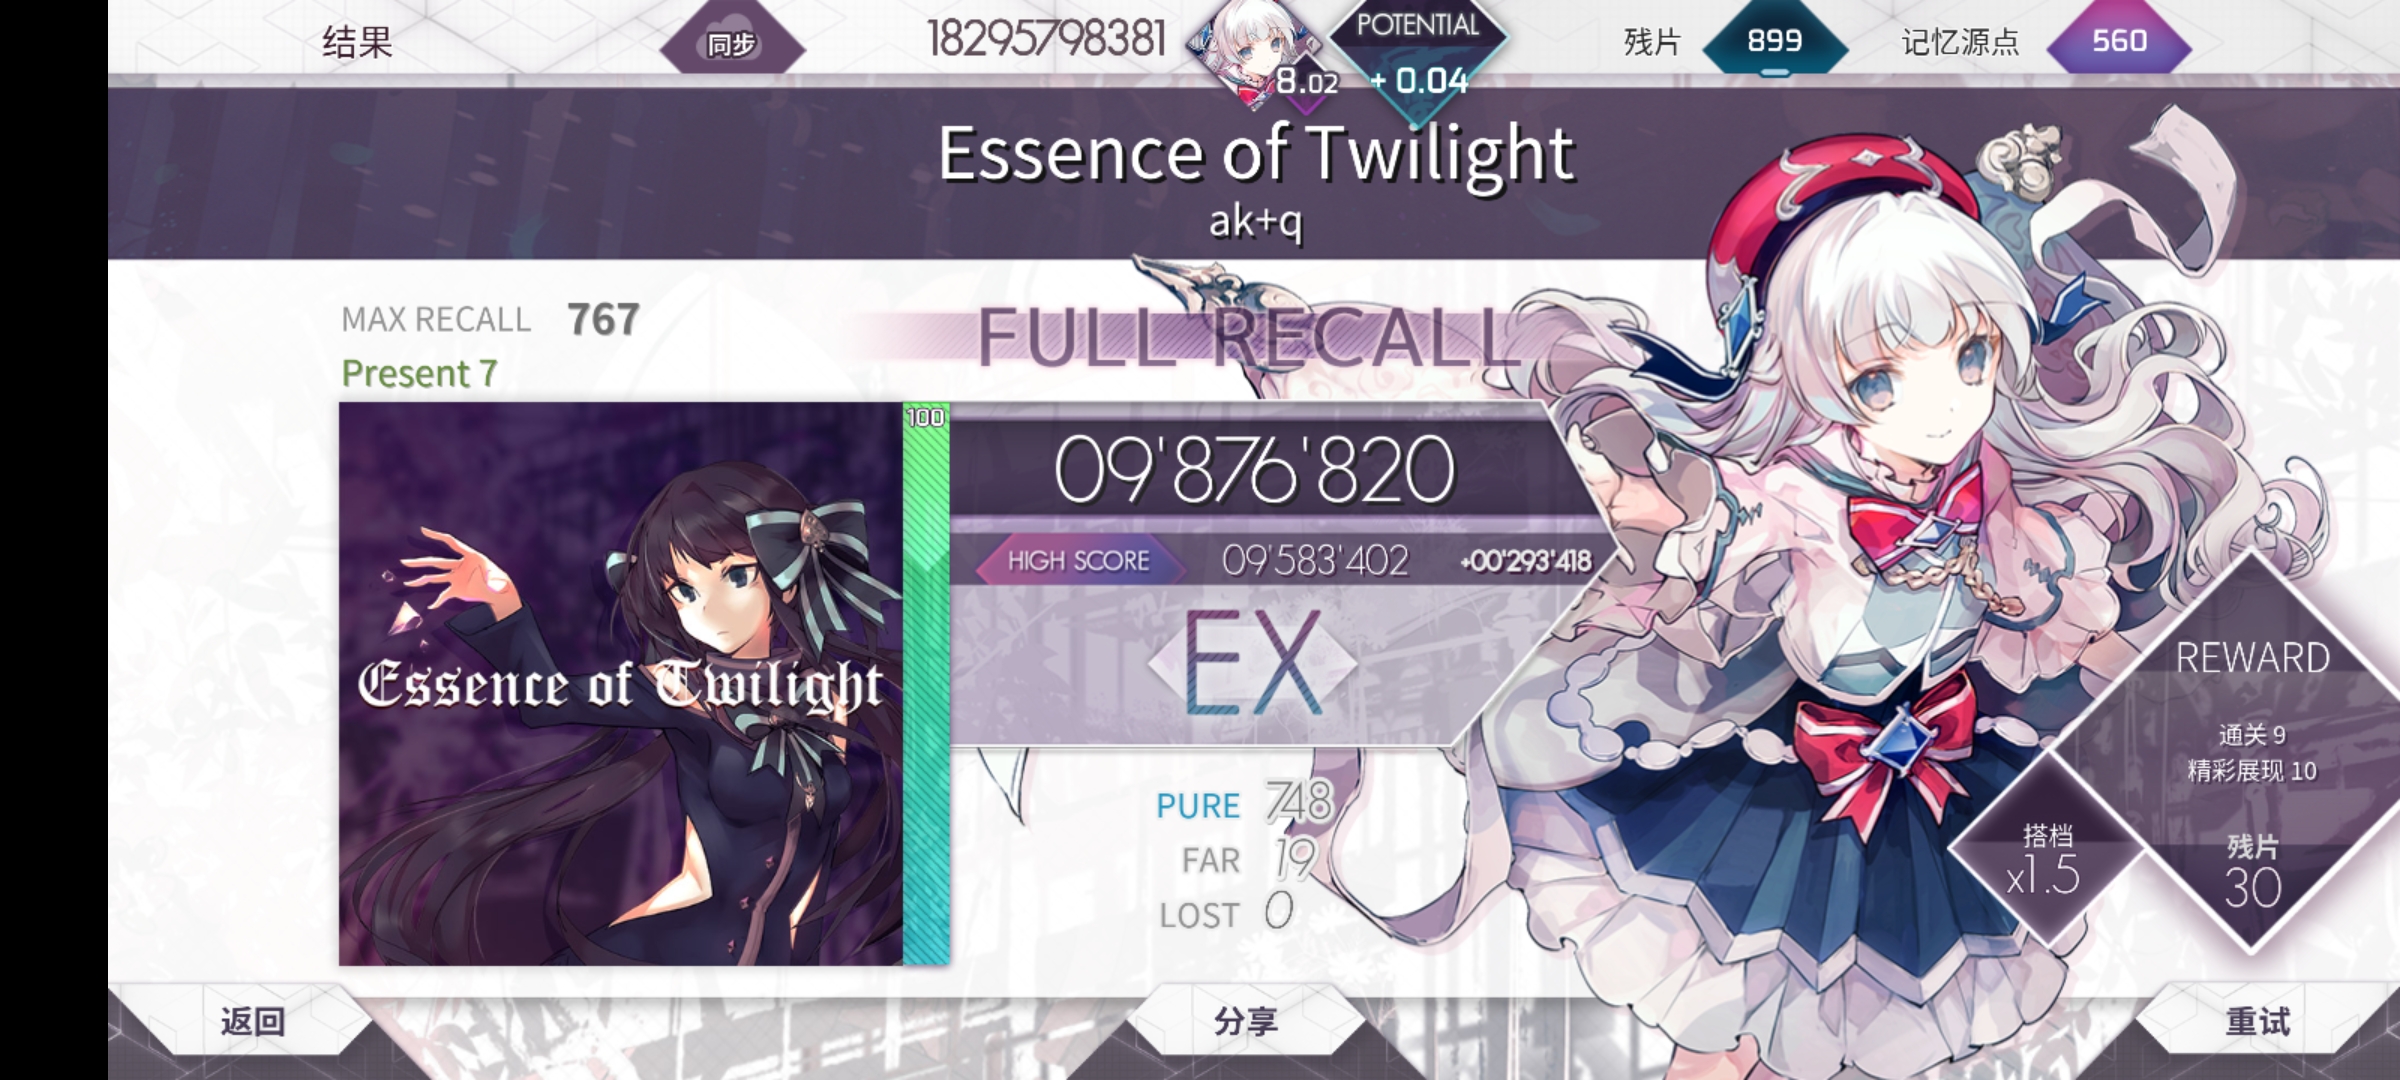 结果
同步
18295798381
8.02
POTENTIAL
+ 0.04
残片
899
记忆源点
560
Essence of Twilight
ak+q
MAX RECALL 767
Present 7
FULL RECALL
100
09'876'820
HIGH SCORE 09'583'402 +00'293'418
EX
Essence of Twilight
PURE 748
FAR 19
LOST 0
REWARD
通关 9
精彩展现 10
残片
30
搭档
x1.5
返回
分享
重试